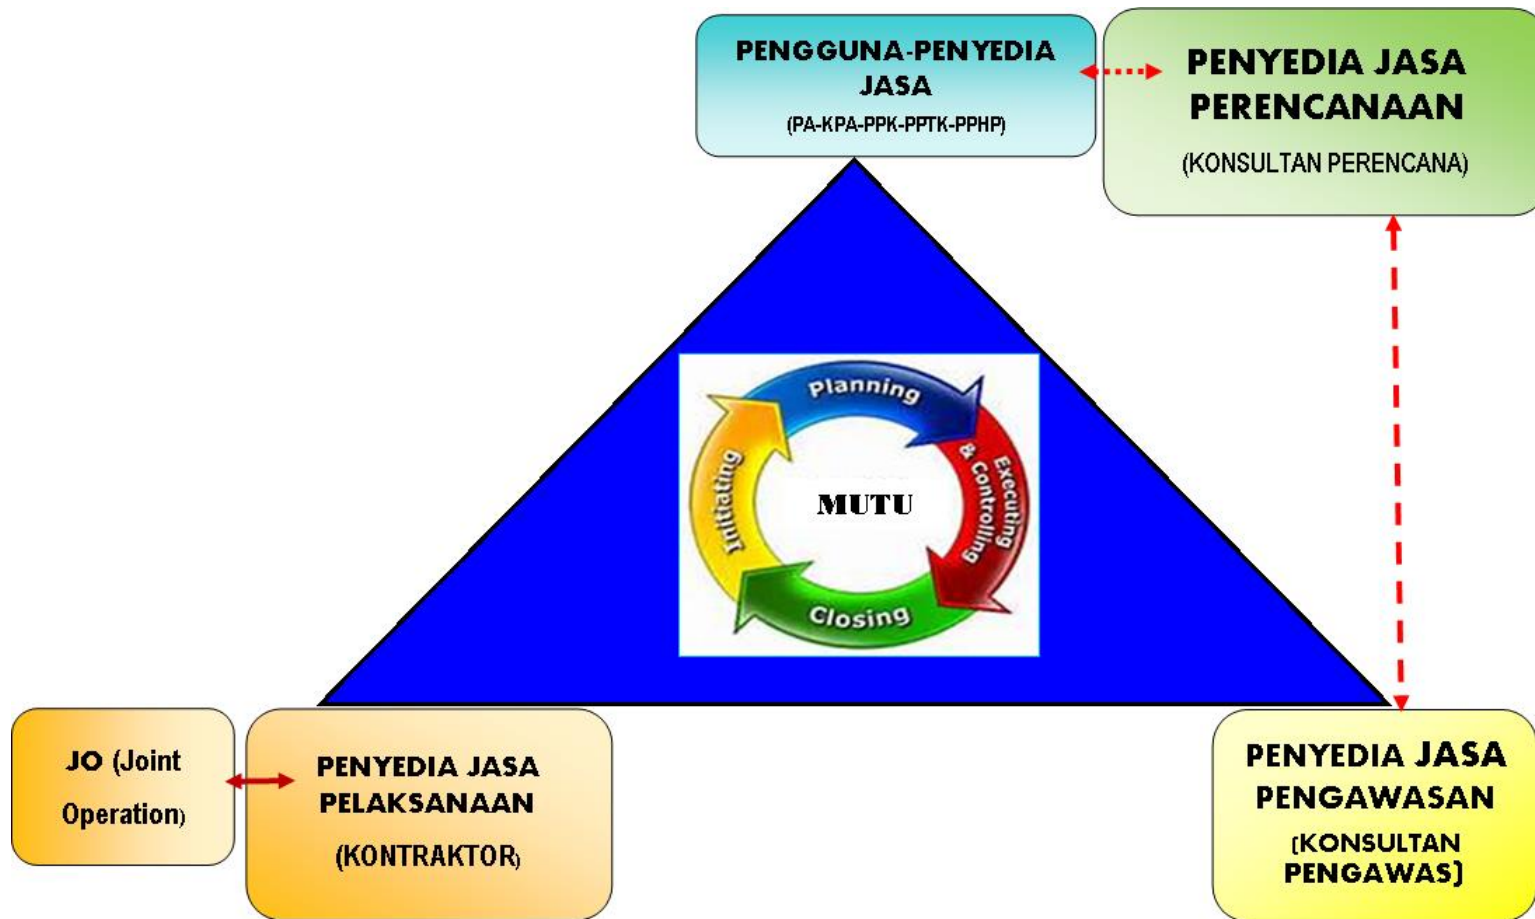 PENGGUNA-PENYEDIA
JASA
(PA-KPA-PPK-PPTK-PPHP)
PENYEDIA JASA
PERENCANAAN
(KONSULTAN PERENCANA)
Planning
Executing
& Controlling
Initiating
MUTU
Closing
JO (Joint
Operation)
PENYEDIA JASA
PELAKSANAAN
(KONTRAKTOR)
PENYEDIA JASA
PENGAWASAN
(KONSULTAN
PENGAWAS)